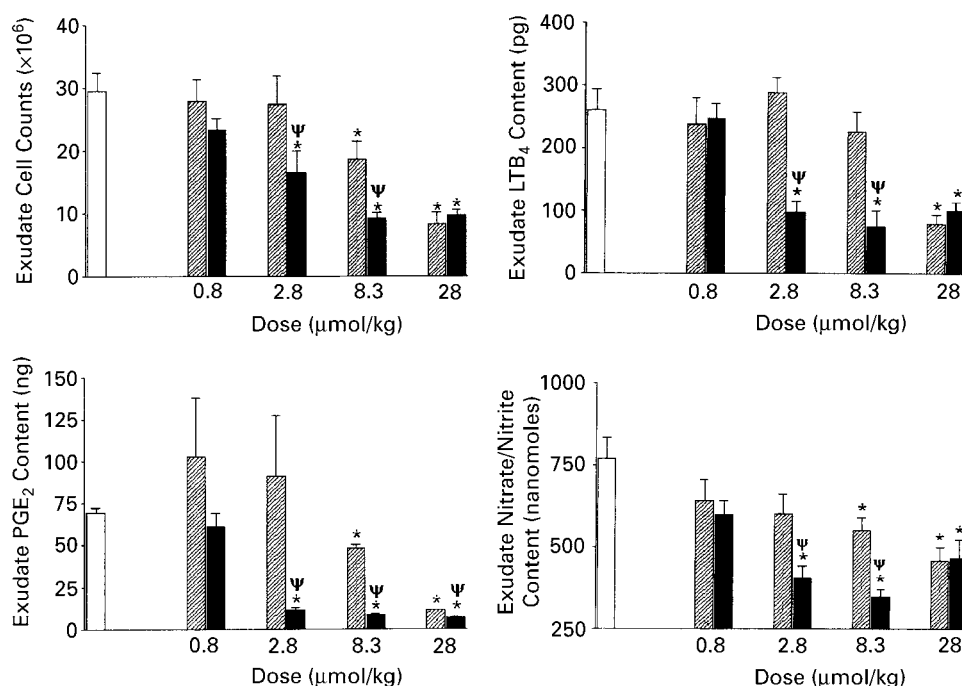 Exudate Cell Counts (×10⁶)
40
30
20
10
0
Ψ
*
*
Ψ
*
*
*
0.8 2.8 8.3 28
Dose (μmol/kg)
Exudate LTB₄ Content (pg)
400
300
200
100
0
Ψ
*
Ψ
*
*
*
0.8 2.8 8.3 28
Dose (μmol/kg)
Exudate PGE₂ Content (ng)
150
125
100
75
50
25
0
Ψ
*
*
Ψ
*
*
Ψ
*
0.8 2.8 8.3 28
Dose (μmol/kg)
Exudate Nitrate/Nitrite
Content (nanomoles)
1000
750
500
250
Ψ
*
*
Ψ
*
*
*
0.8 2.8 8.3 28
Dose (μmol/kg)